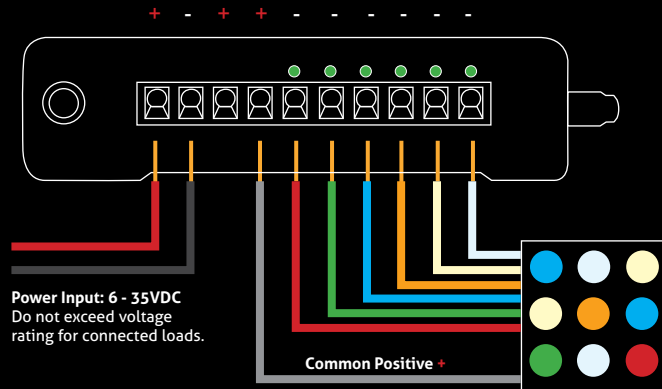 + - + + - - - - - -
Power Input: 6 - 35VDC
Do not exceed voltage
rating for connected loads.
Common Positive +